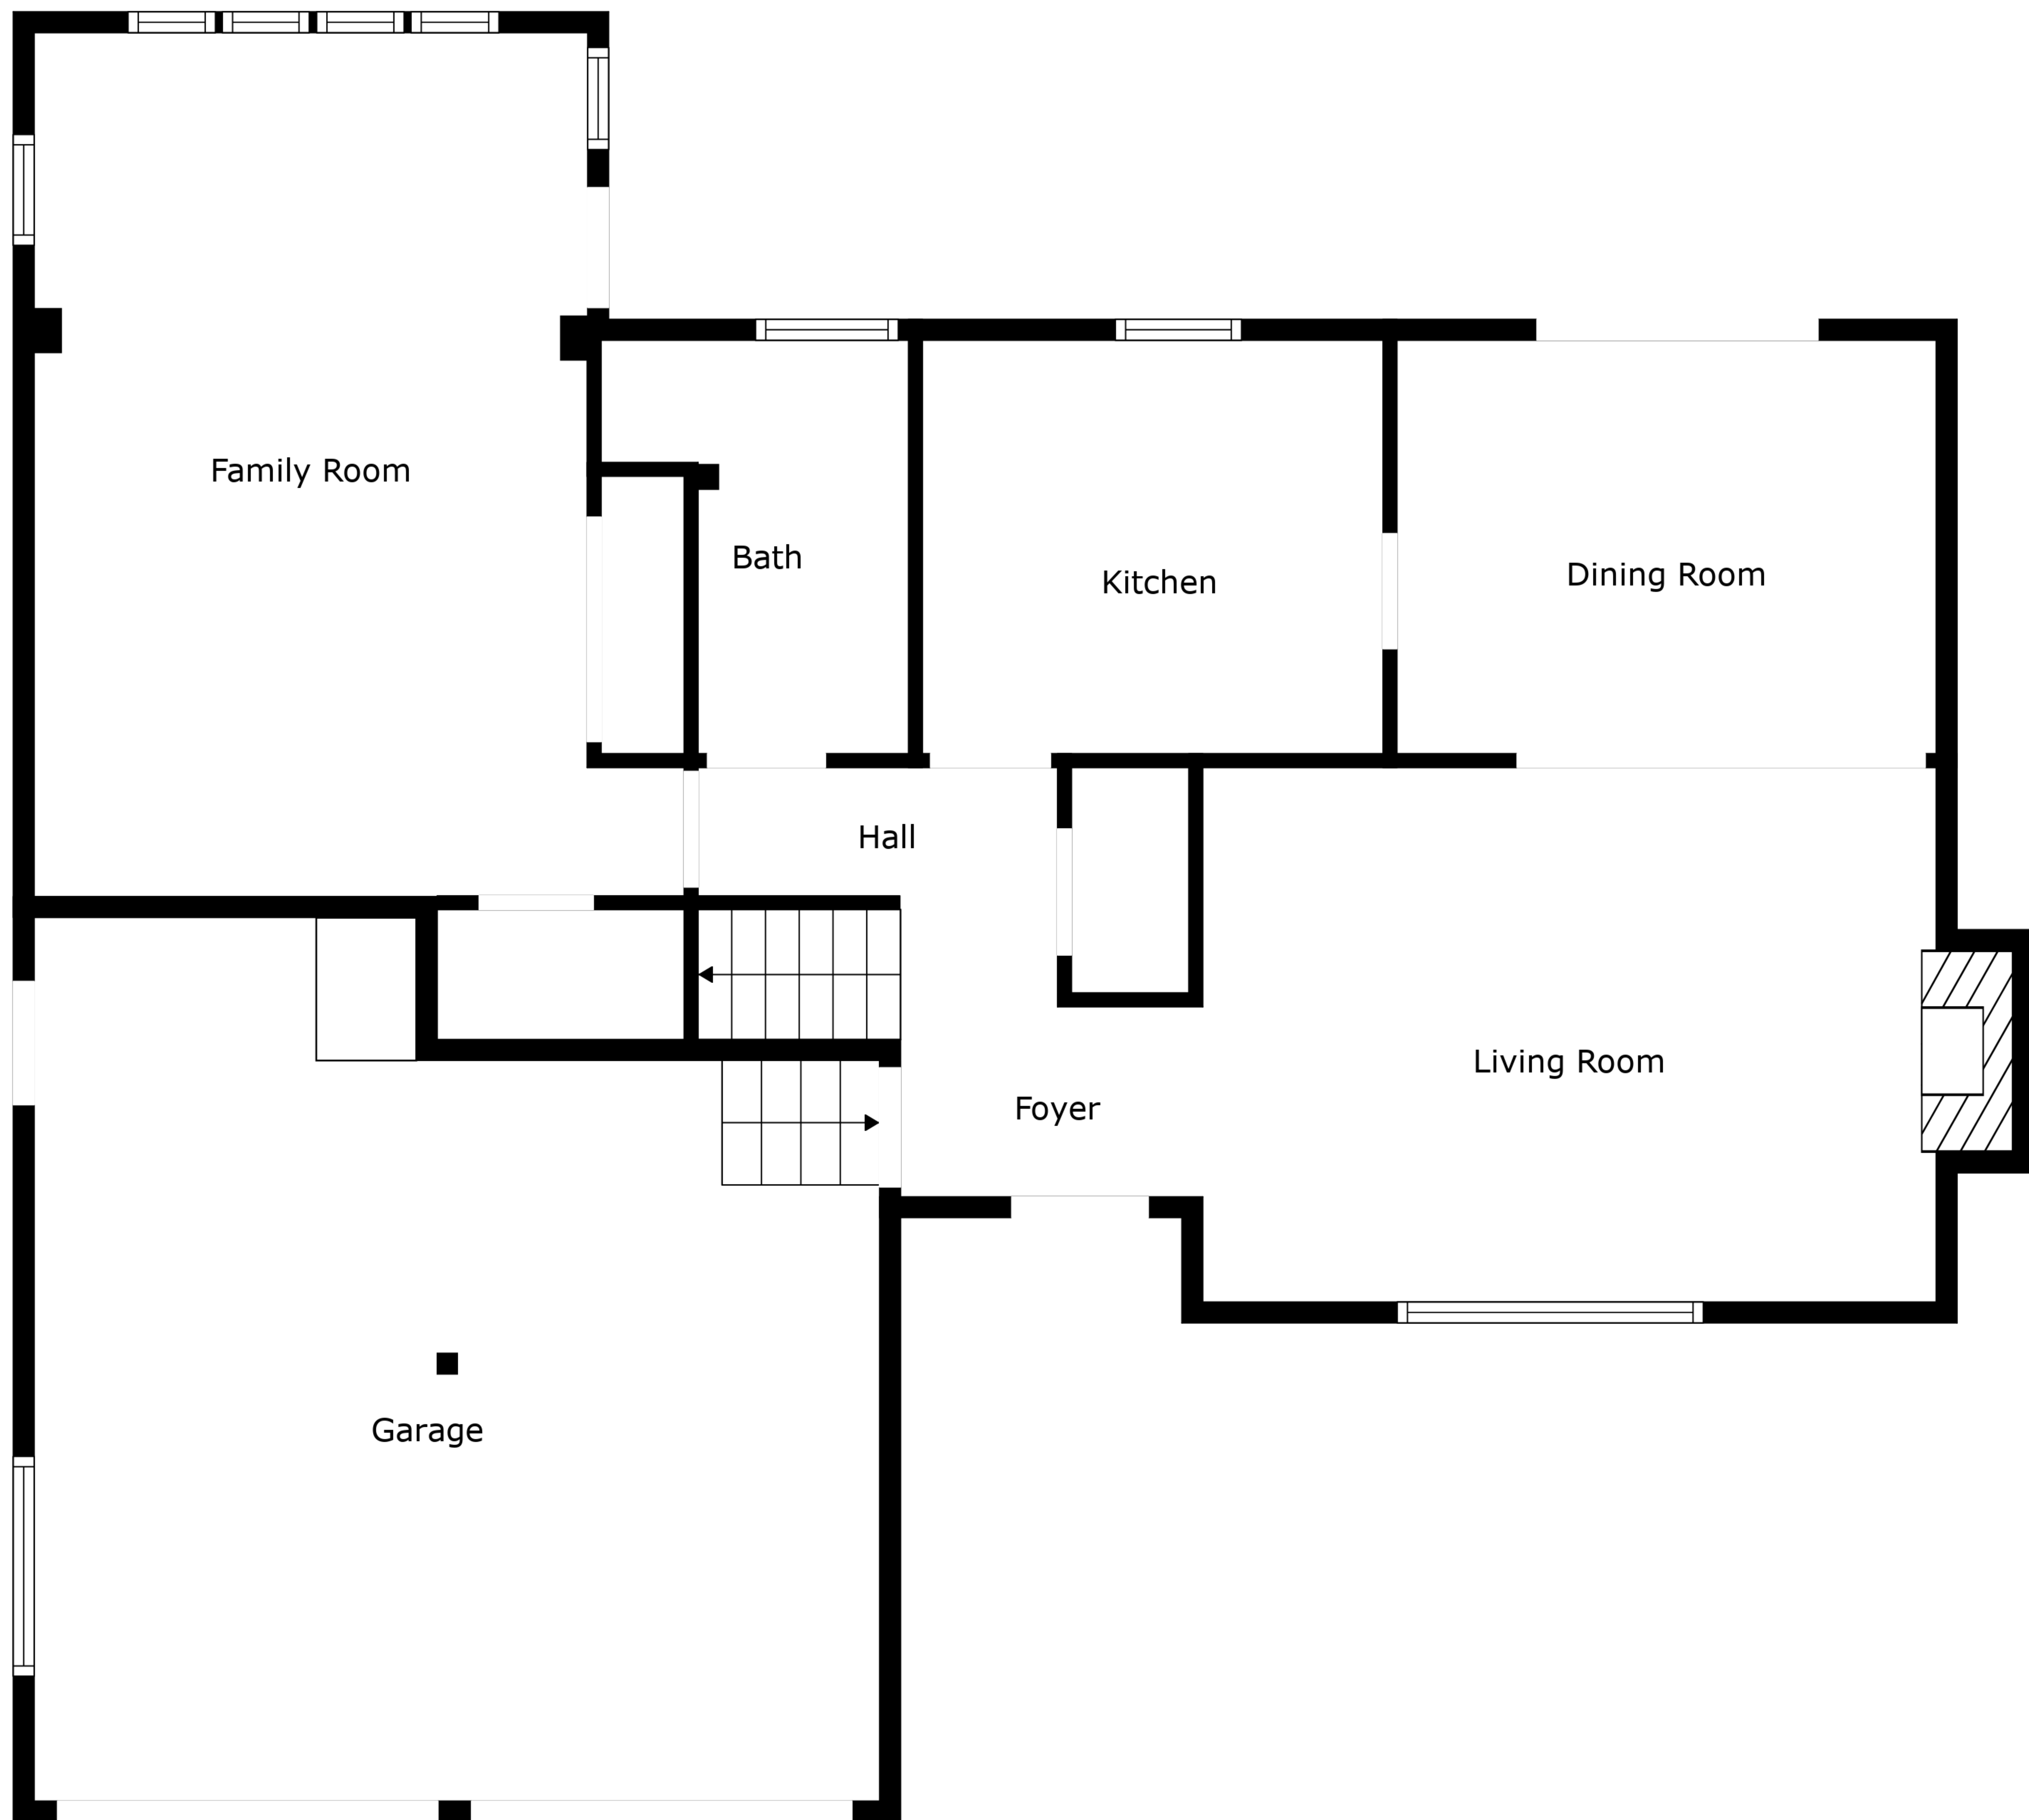 Family Room
Bath
Kitchen
Dining Room
Hall
Living Room
Foyer
Garage